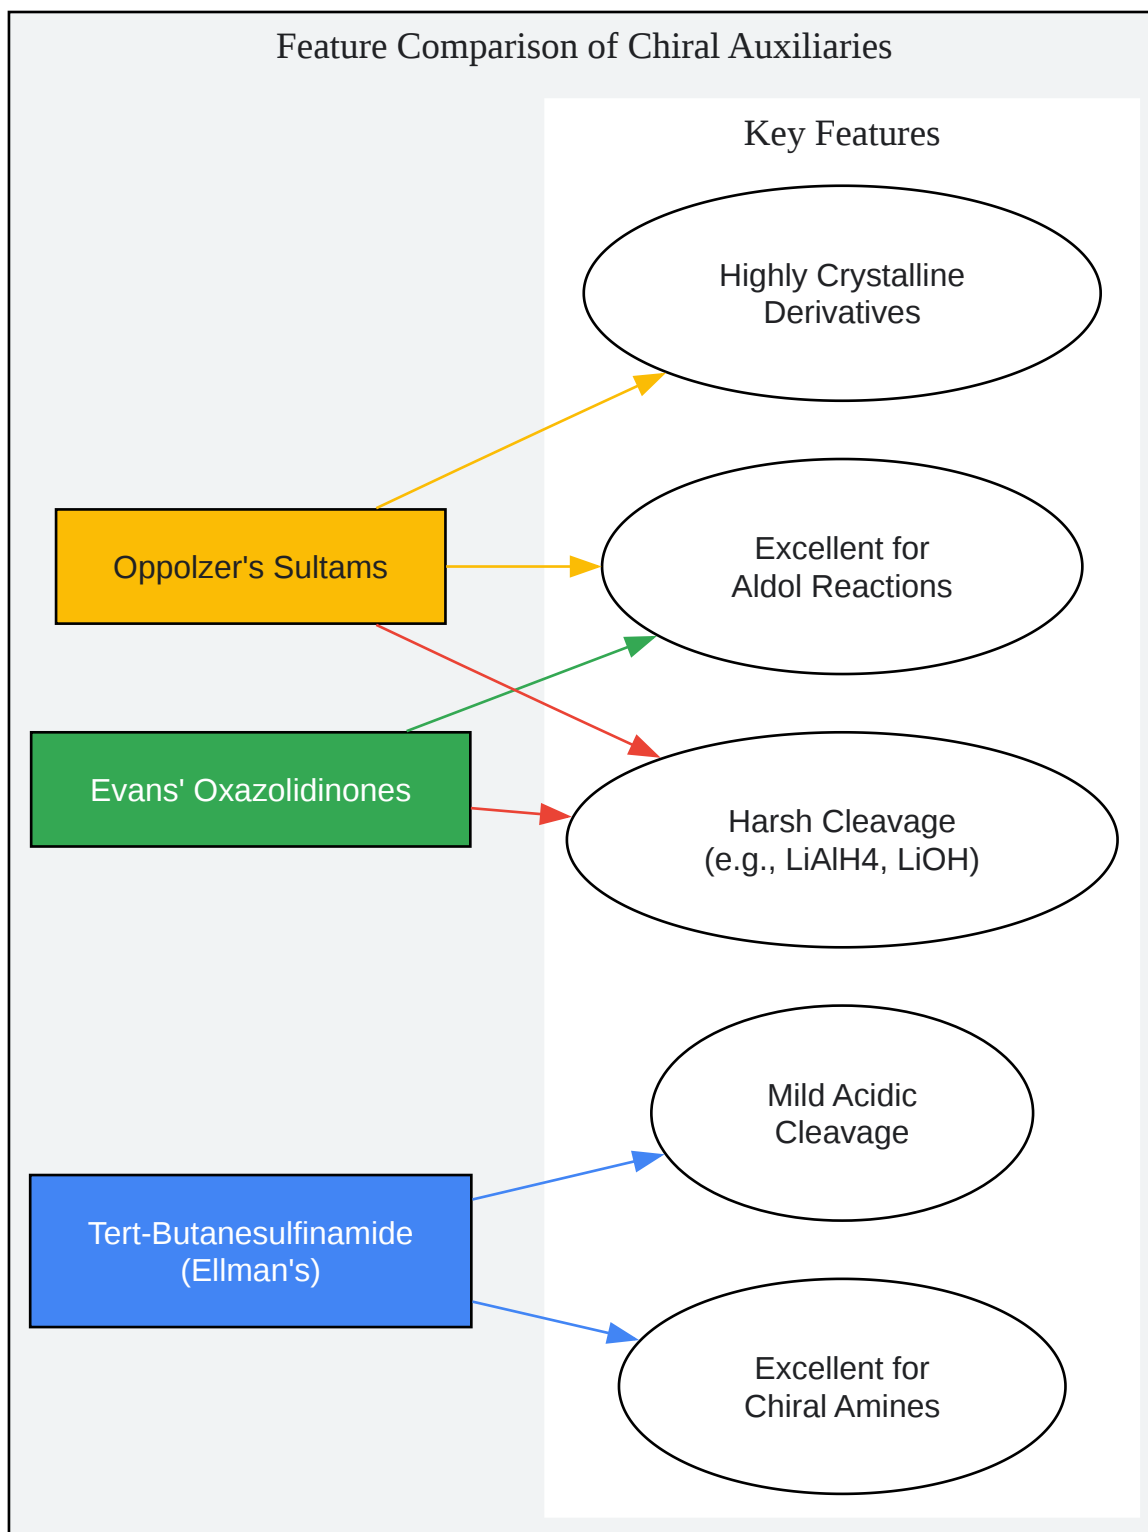 Feature Comparison of Chiral Auxiliaries
Key Features
Highly Crystalline
Derivatives
Oppolzer's Sultams
Excellent for
Aldol Reactions
Evans' Oxazolidinones
Harsh Cleavage
(e.g., LiAlH4, LiOH)
Mild Acidic
Cleavage
Tert-Butanesulfinamide
(Ellman's)
Excellent for
Chiral Amines